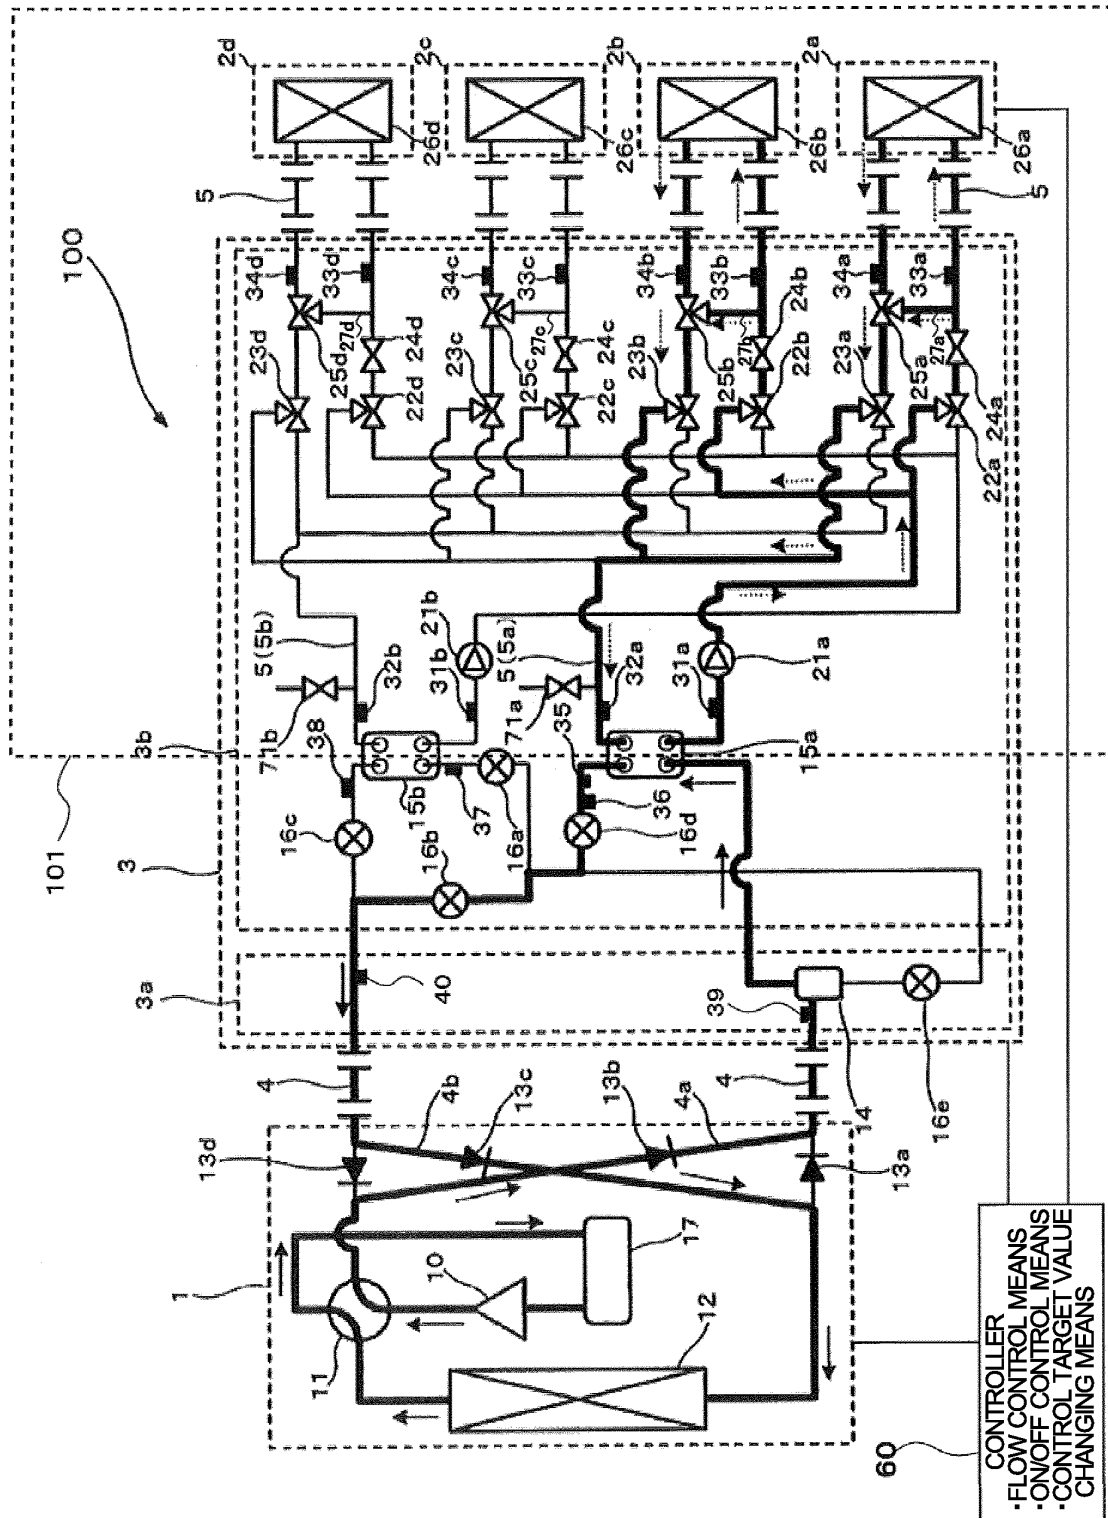 100
101
1
3
3a
3b
2d
2c
2b
2a
13d
4
16c
38
71b
5(5b)
5
23d
34d
11
25d
33d
26d
27d
22d
24d
40
15b
32b
10
4b
13c
16b
37
31b
21b
23c
34c
16a
25c
33c
27c
26c
22c
24c
71a
5(5a)
35
17
13b
36
32a
23b
34b
12
4a
16d
31a
25b
33b
27b
39
4
15a
21a
22b
24b
26b
23a
34a
14
13a
16e
25a
33a
27a
24a
22a
26a
5
60
CONTROLLER
・FLOW CONTROL MEANS
・ON/OFF CONTROL MEANS
・CONTROL TARGET VALUE
CHANGING MEANS